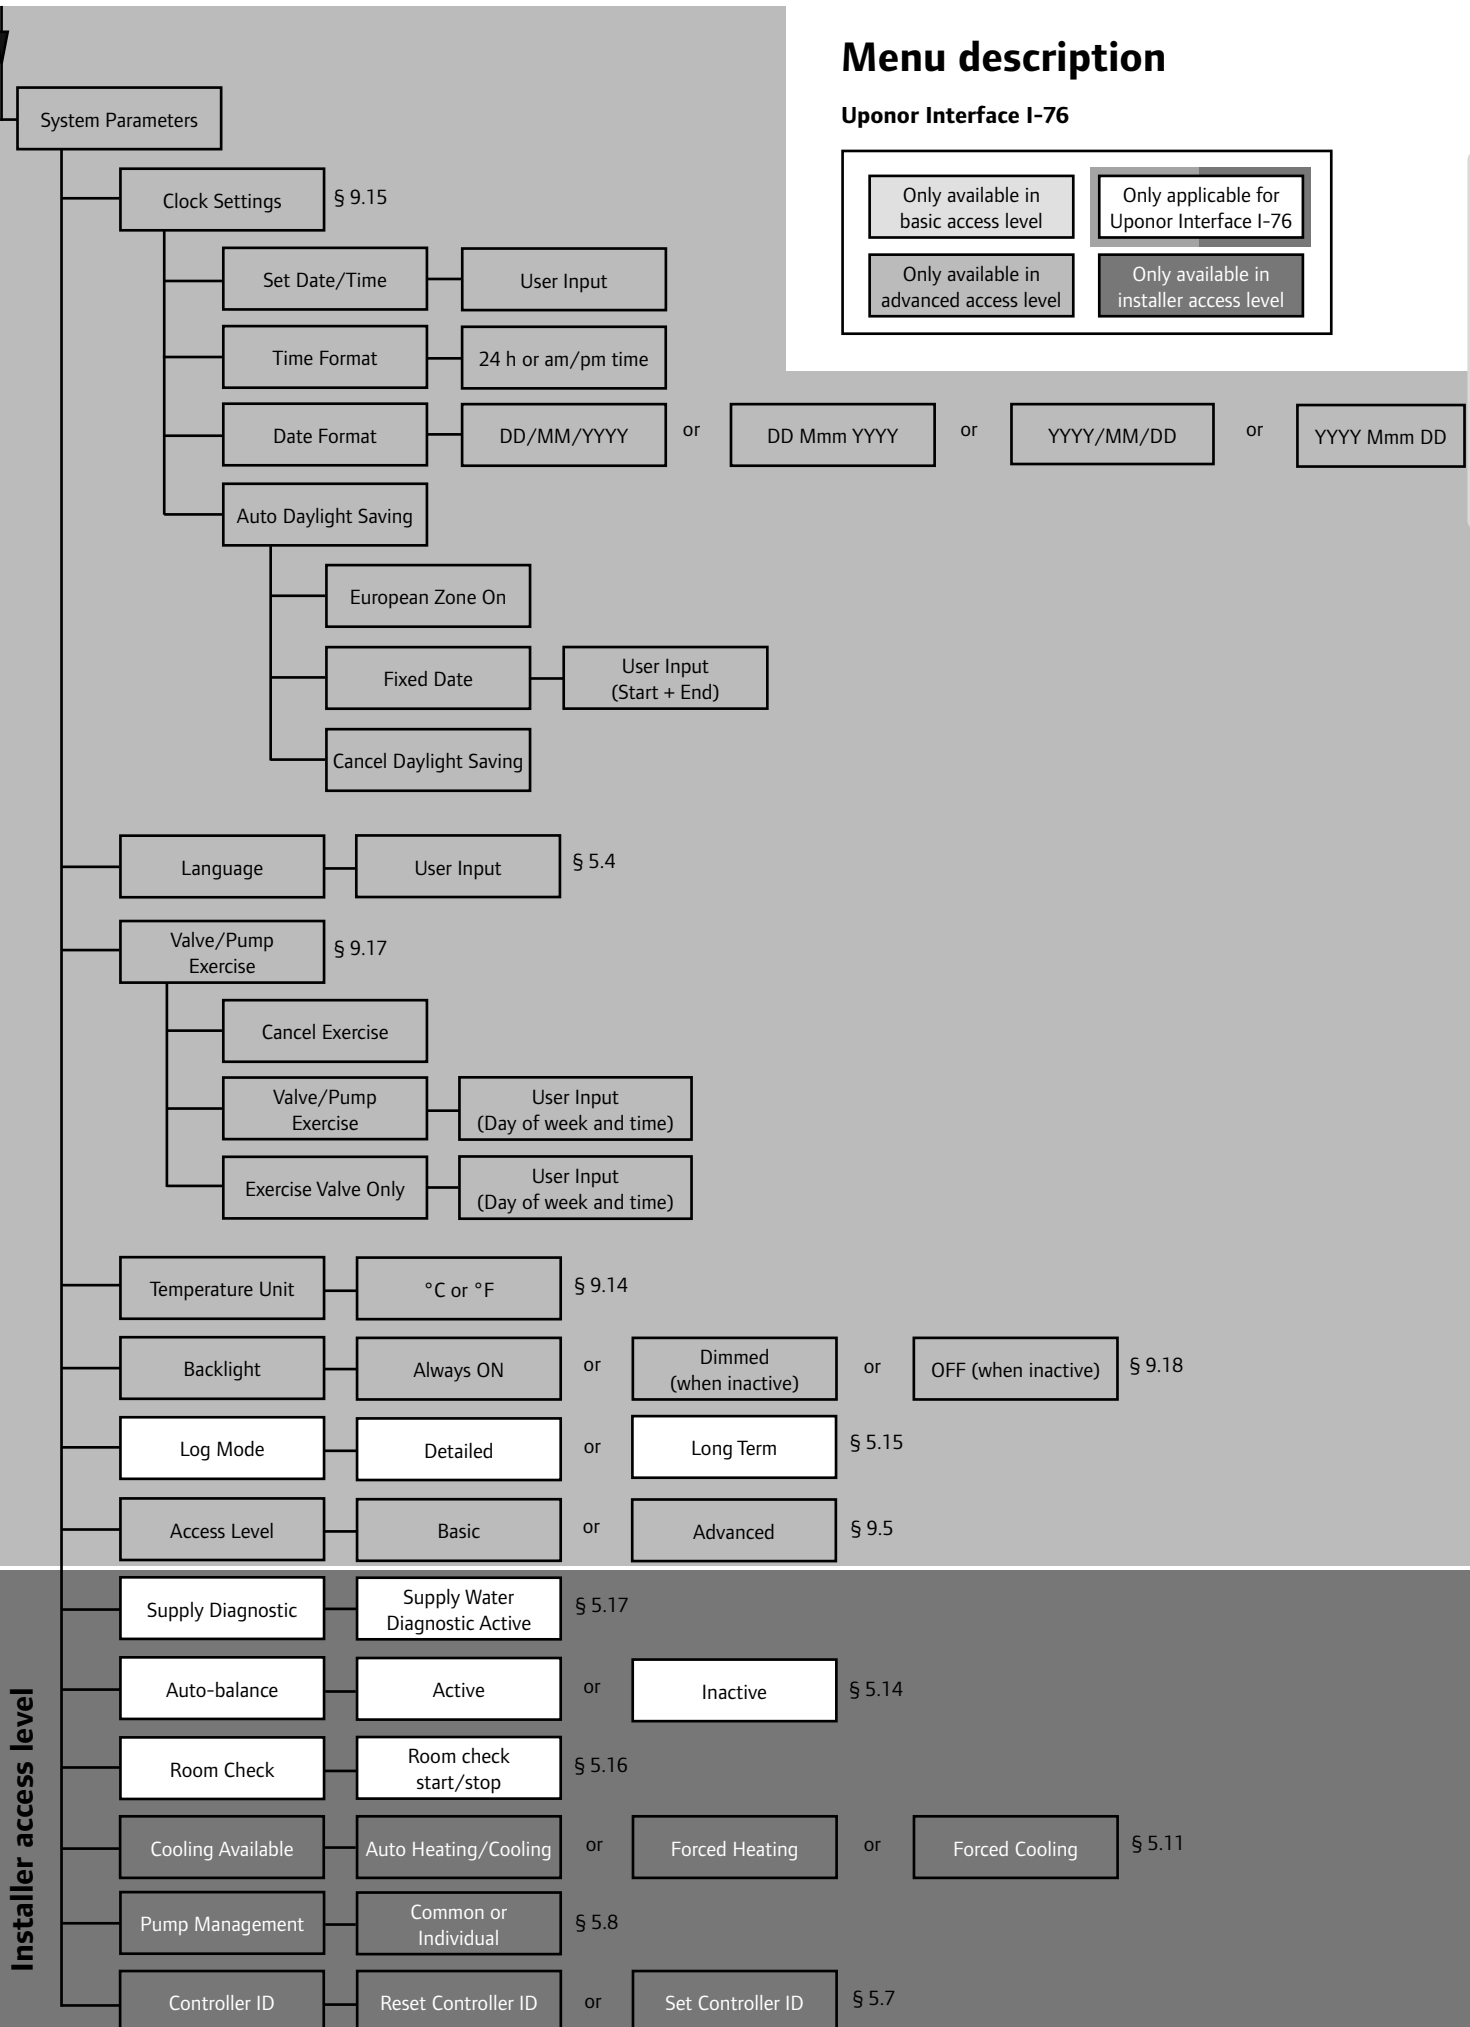 Menu description
Uponor Interface I-76
Only available in
basic access level
Only applicable for
Uponor Interface I-76
Only available in
advanced access level
Only available in
installer access level
System Parameters
Clock Settings
§ 9.15
Set Date/Time
User Input
Time Format
24 h or am/pm time
Date Format
DD/MM/YYYY
or
DD Mmm YYYY
or
YYYY/MM/DD
or
YYYY Mmm DD
Auto Daylight Saving
European Zone On
Fixed Date
User Input
(Start + End)
Cancel Daylight Saving
Language
User Input
§ 5.4
Valve/Pump
Exercise
§ 9.17
Cancel Exercise
Valve/Pump
Exercise
User Input
(Day of week and time)
Exercise Valve Only
User Input
(Day of week and time)
Temperature Unit
°C or °F
§ 9.14
Backlight
Always ON
or
Dimmed
(when inactive)
or
OFF (when inactive)
§ 9.18
Log Mode
Detailed
or
Long Term
§ 5.15
Access Level
Basic
or
Advanced
§ 9.5
Installer access level
Supply Diagnostic
Supply Water
Diagnostic Active
§ 5.17
Auto-balance
Active
or
Inactive
§ 5.14
Room Check
Room check
start/stop
§ 5.16
Cooling Available
Auto Heating/Cooling
or
Forced Heating
or
Forced Cooling
§ 5.11
Pump Management
Common or
Individual
§ 5.8
Controller ID
Reset Controller ID
or
Set Controller ID
§ 5.7